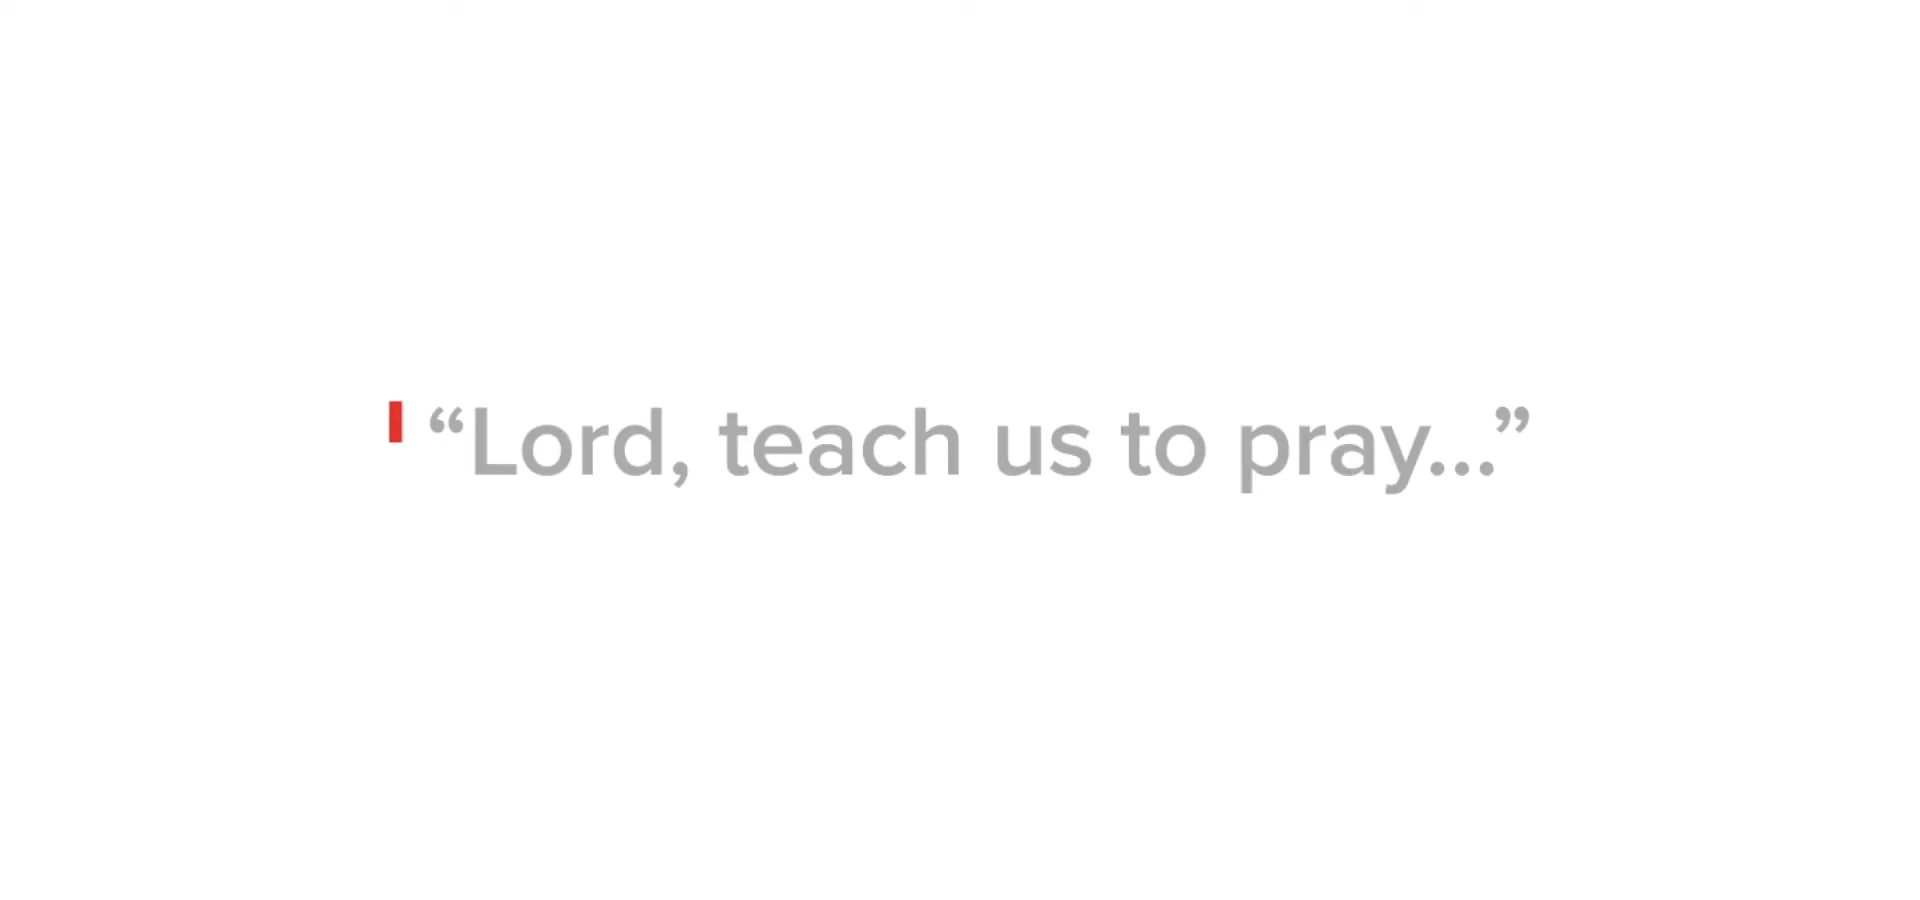 “Lord, teach us to pray...”